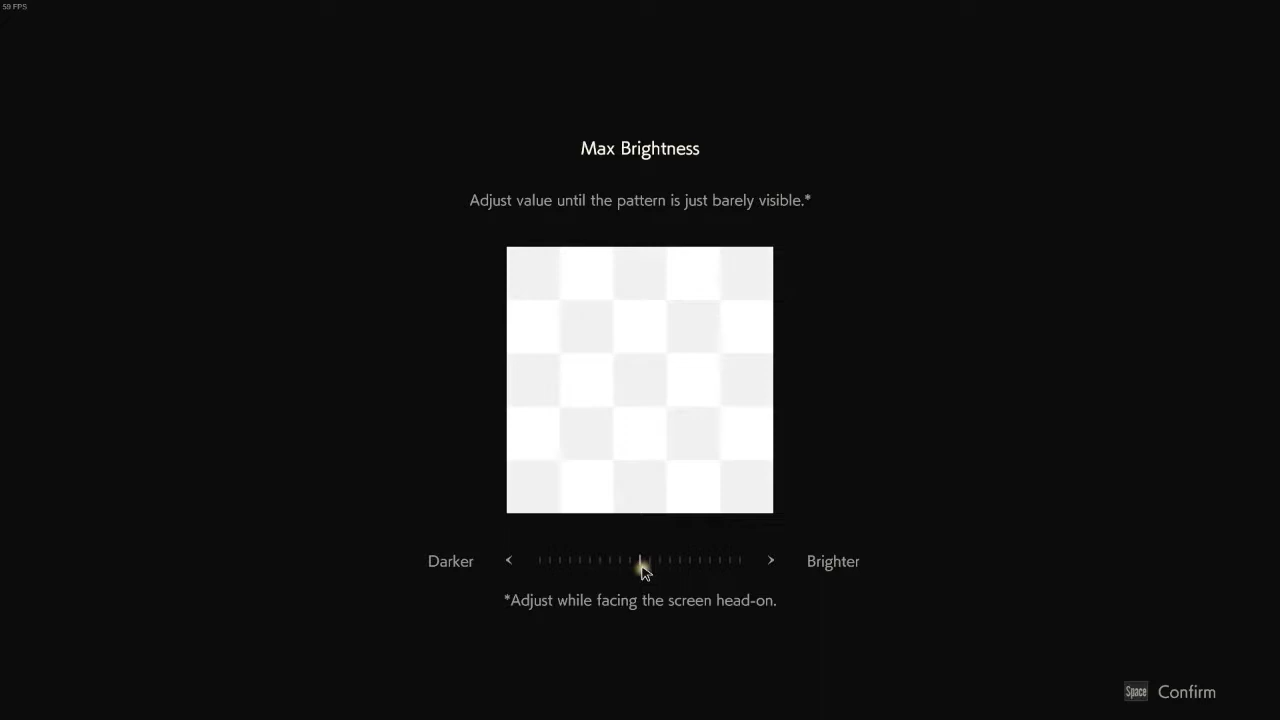 59 FPS
Max Brightness
Adjust value until the pattern is just barely visible.*
Darker < > Brighter
*Adjust while facing the screen head-on.
Space Confirm